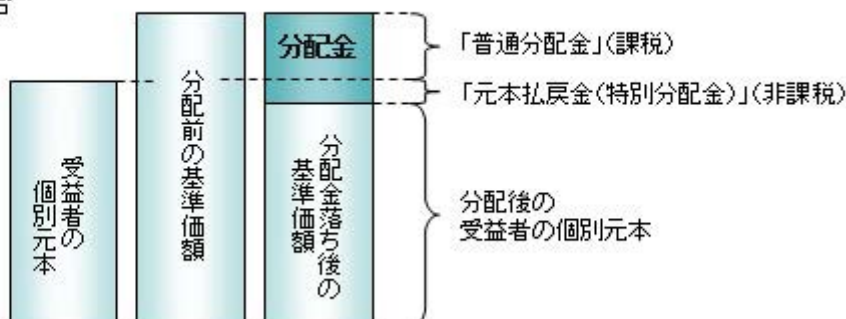 分配金
「普通分配金」(課税)
「元本払戻金(特別分配金)」(非課税)
受益者の
個別元本
分配前の基準価額
分配金落ち後の
基準価額
分配後の
受益者の個別元本